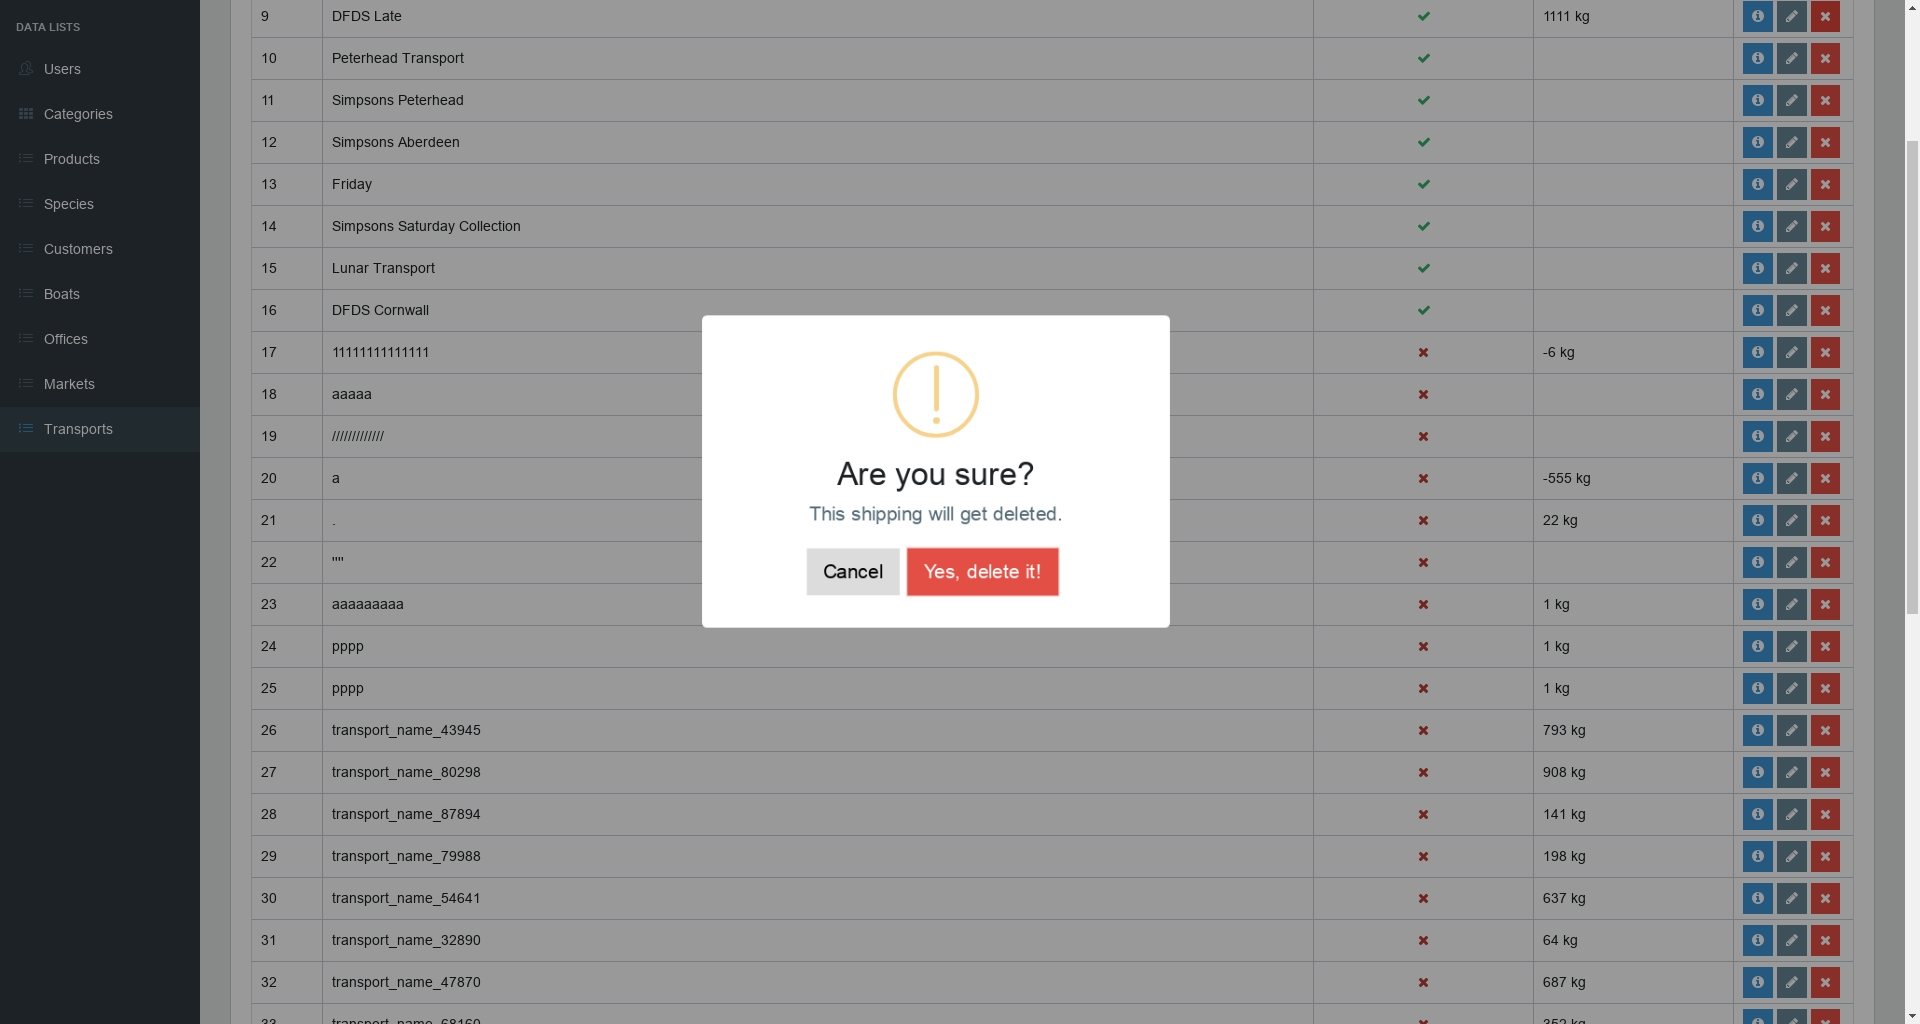 DATA LISTS
Users
Categories
Products
Species
Customers
Boats
Offices
Markets
Transports
9 DFDS Late 1111 kg
10 Peterhead Transport
11 Simpsons Peterhead
12 Simpsons Aberdeen
13 Friday
14 Simpsons Saturday Collection
15 Lunar Transport
16 DFDS Cornwall
17 11111111111111 -6 kg
18 aaaaa
19 /////////////
20 a -555 kg
21 . 22 kg
22 """
23 aaaaaaaaa 1 kg
24 pppp 1 kg
25 pppp 1 kg
26 transport_name_43945 793 kg
27 transport_name_80298 908 kg
28 transport_name_87894 141 kg
29 transport_name_79988 198 kg
30 transport_name_54641 637 kg
31 transport_name_32890 64 kg
32 transport_name_47870 687 kg
33 transport_name_68160 352 kg
Are you sure?
This shipping will get deleted.
Cancel
Yes, delete it!